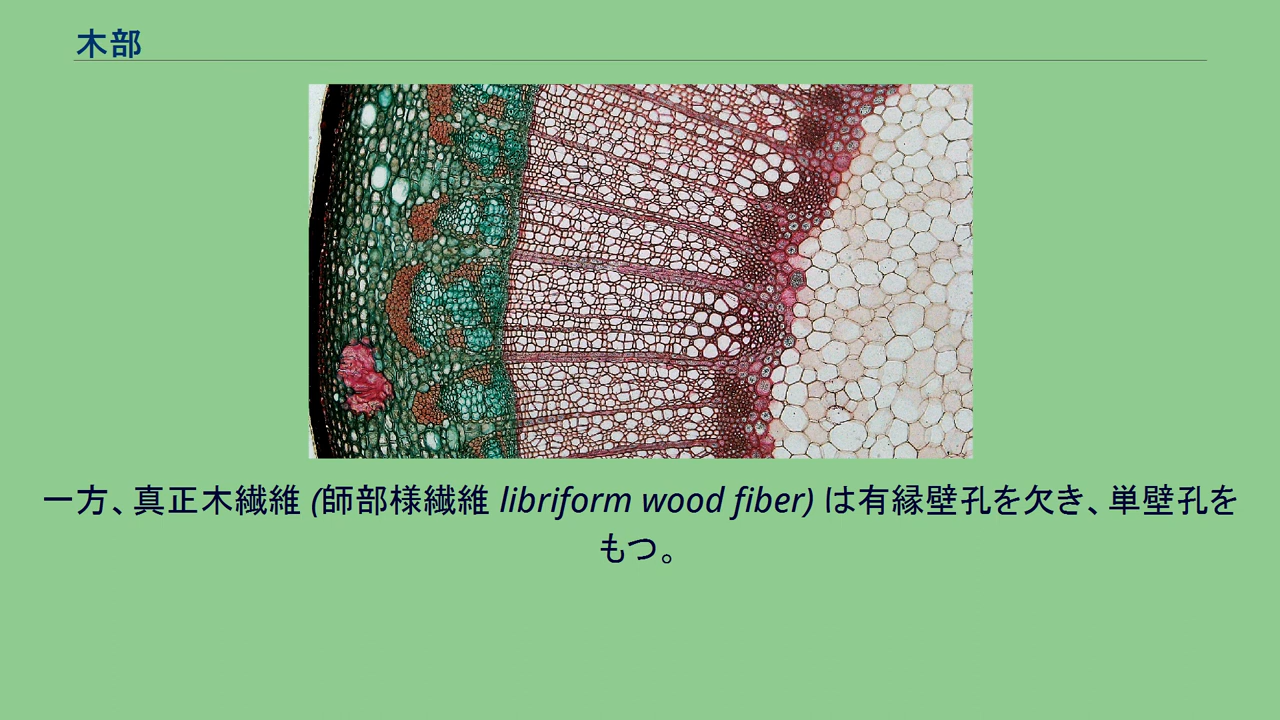 木部
一方、真正木繊維 (師部様繊維 libriform wood fiber) は有縁壁孔を欠き、単壁孔を
もつ。